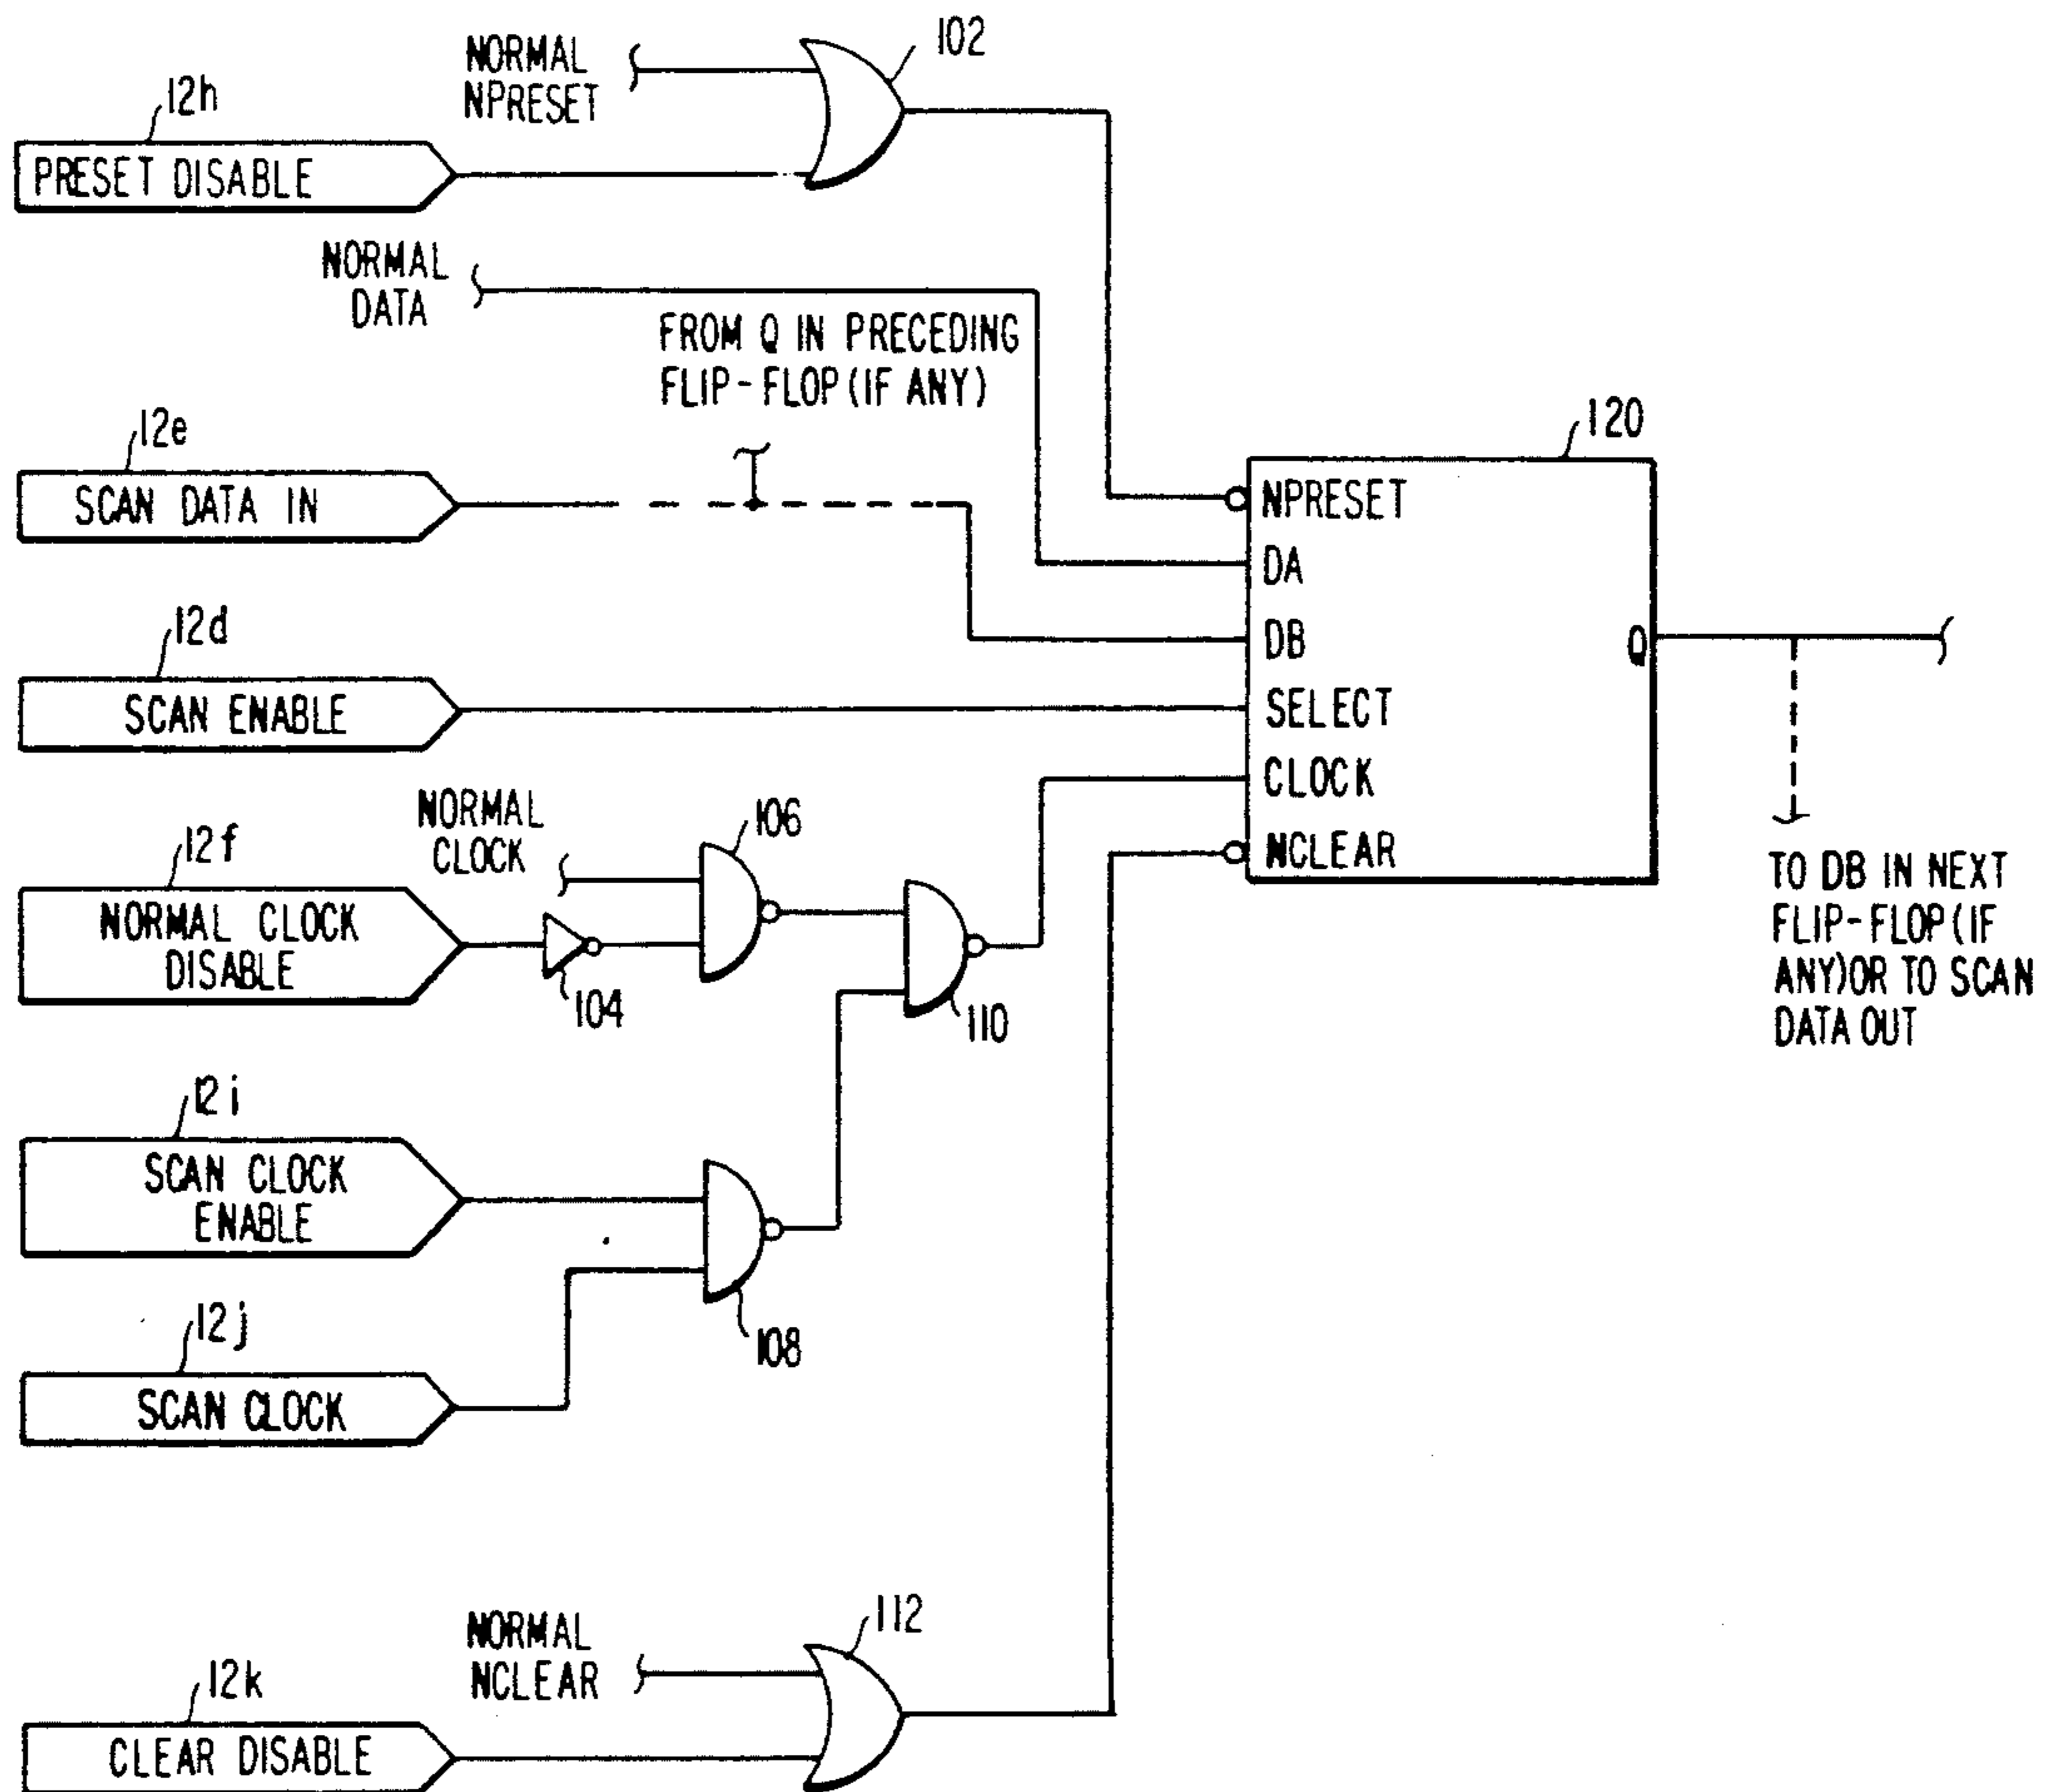 102
NORMAL
NPRESET
12h
PRESET DISABLE
NORMAL
DATA
FROM Q IN PRECEDING
FLIP-FLOP (IF ANY)
12e
SCAN DATA IN
120
NPRESET
DA
DB
SELECT
CLOCK
NCLEAR
Q
12d
SCAN ENABLE
NORMAL
CLOCK
106
12f
NORMAL CLOCK
DISABLE
104
110
TO DB IN NEXT
FLIP-FLOP (IF
ANY) OR TO SCAN
DATA OUT
12i
SCAN CLOCK
ENABLE
108
12j
SCAN CLOCK
NORMAL
NCLEAR
112
12k
CLEAR DISABLE